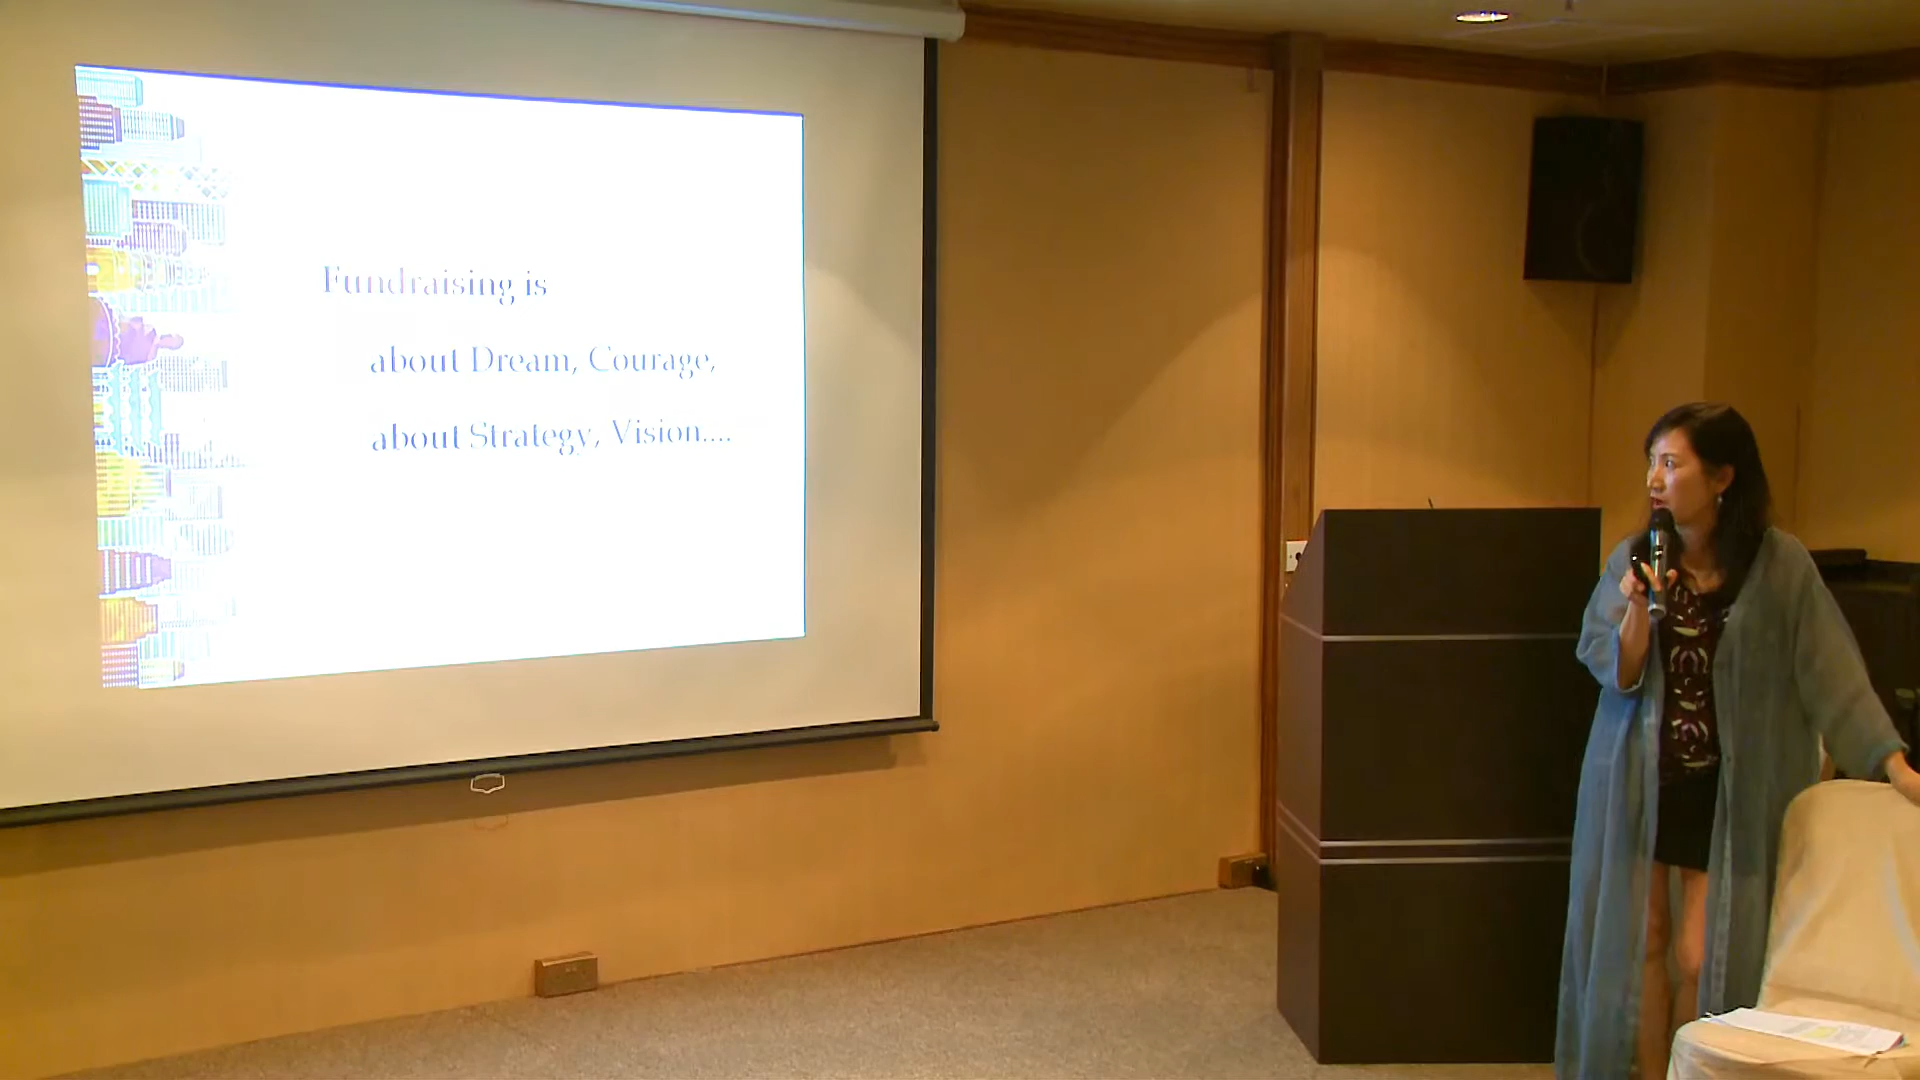 Fundraising is
about Dream, Courage,
about Strategy, Vision....